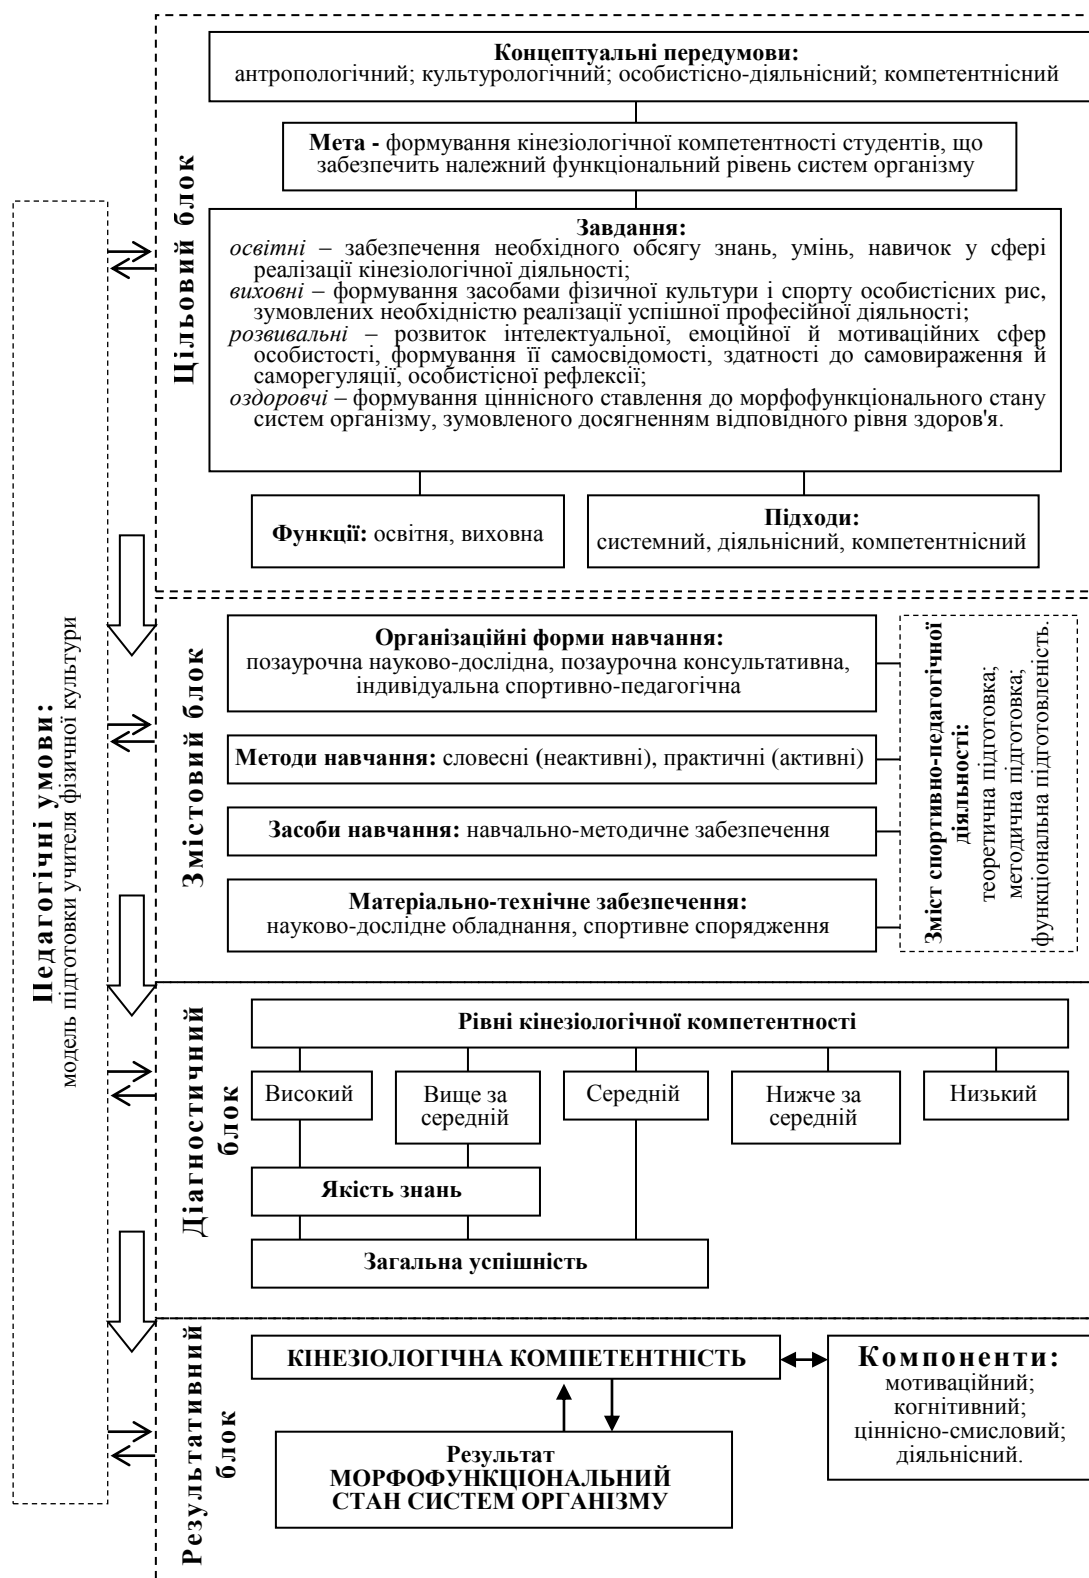 Педагогічні умови:
модель підготовки учителя фізичної культури
Цільовий блок
Концептуальні передумови:
антропологічний; культурологічний; особистісно-діяльнісний; компетентнісний
Мета - формування кінезіологічної компетентності студентів, що
забезпечить належний функціональний рівень систем організму
Завдання:
освітні – забезпечення необхідного обсягу знань, умінь, навичок у сфері
реалізації кінезіологічної діяльності;
виховні – формування засобами фізичної культури і спорту особистісних рис,
зумовлених необхідністю реалізації успішної професійної діяльності;
розвивальні – розвиток інтелектуальної, емоційної й мотиваційних сфер
особистості, формування її самосвідомості, здатності до самовираження й
саморегуляції, особистісної рефлексії;
оздоровчі – формування ціннісного ставлення до морфофункціонального стану
систем організму, зумовленого досягненням відповідного рівня здоров'я.
Функції: освітня, виховна
Підходи:
системний, діяльнісний, компетентнісний
Змістовий блок
Організаційні форми навчання:
позаурочна науково-дослідна, позаурочна консультативна,
індивідуальна спортивно-педагогічна
Методи навчання: словесні (неактивні), практичні (активні)
Засоби навчання: навчально-методичне забезпечення
Матеріально-технічне забезпечення:
науково-дослідне обладнання, спортивне спорядження
Зміст спортивно-педагогічної
діяльності:
теоретична підготовка;
методична підготовка;
функціональна підготовленість.
Діагностичний
блок
Рівні кінезіологічної компетентності
Високий
Вище за
середній
Середній
Нижче за
середній
Низький
Якість знань
Загальна успішність
Результативний
блок
КІНЕЗІОЛОГІЧНА КОМПЕТЕНТНІСТЬ
Компоненти:
мотиваційний;
когнітивний;
ціннісно-смисловий;
діяльнісний.
Результат
МОРФОФУНКЦІОНАЛЬНИЙ
СТАН СИСТЕМ ОРГАНІЗМУ